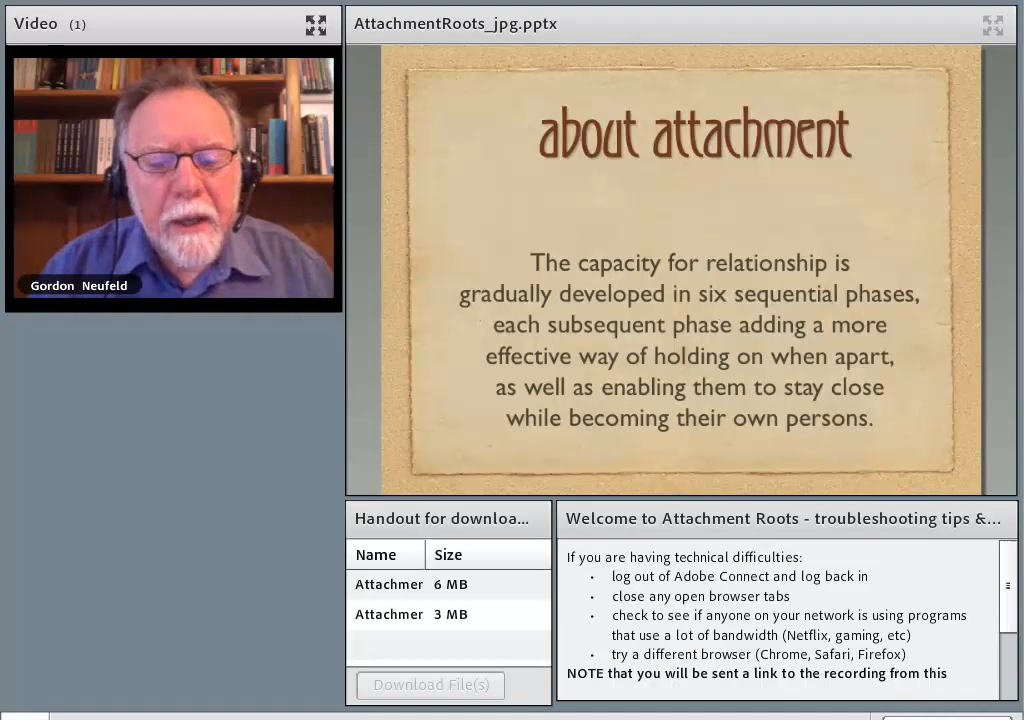 Video (1)
Gordon Neufeld
AttachmentRoots_jpg.pptx
about attachment
The capacity for relationship is
gradually developed in six sequential phases,
each subsequent phase adding a more
effective way of holding on when apart,
as well as enabling them to stay close
while becoming their own persons.
Handout for downloa...
Name Size
Attachmer 6 MB
Attachmer 3 MB
Download File(s)
Welcome to Attachment Roots - troubleshooting tips &...
If you are having technical difficulties:
• log out of Adobe Connect and log back in
• close any open browser tabs
• check to see if anyone on your network is using programs
that use a lot of bandwidth (Netflix, gaming, etc)
• try a different browser (Chrome, Safari, Firefox)
NOTE that you will be sent a link to the recording from this